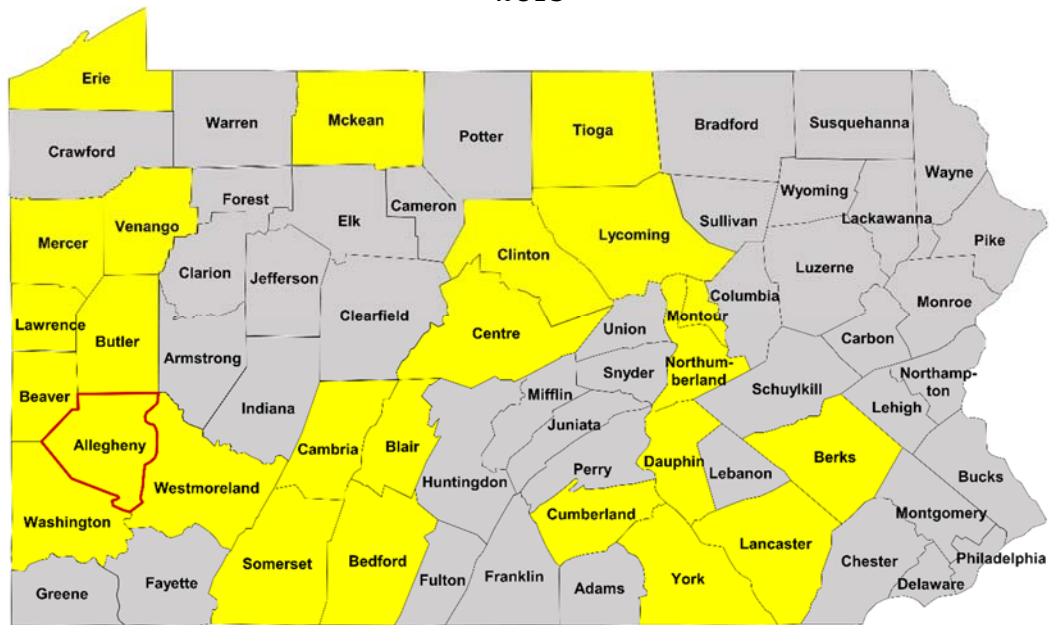 Erie
Warren
Mckean
Potter
Tioga
Bradford
Susquehanna
Crawford
Wayne
Forest
Elk
Cameron
Wyoming
Sullivan
Lackawanna
Pike
Mercer
Venango
Clarion
Jefferson
Clinton
Lycoming
Luzerne
Columbia
Monroe
Lawrence
Butler
Clearfield
Centre
Union
Montour
Carbon
Armstrong
Beaver
Snyder
Northum-
berland
Schuylkill
Northamp-
ton
Lehigh
Indiana
Mifflin
Juniata
Allegheny
Cambria
Blair
Perry
Dauphin
Lebanon
Berks
Bucks
Huntingdon
Westmoreland
Washington
Cumberland
Montgomery
Lancaster
Philadelphia
Somerset
Bedford
Chester
Delaware
Greene
Fayette
Fulton
Franklin
Adams
York